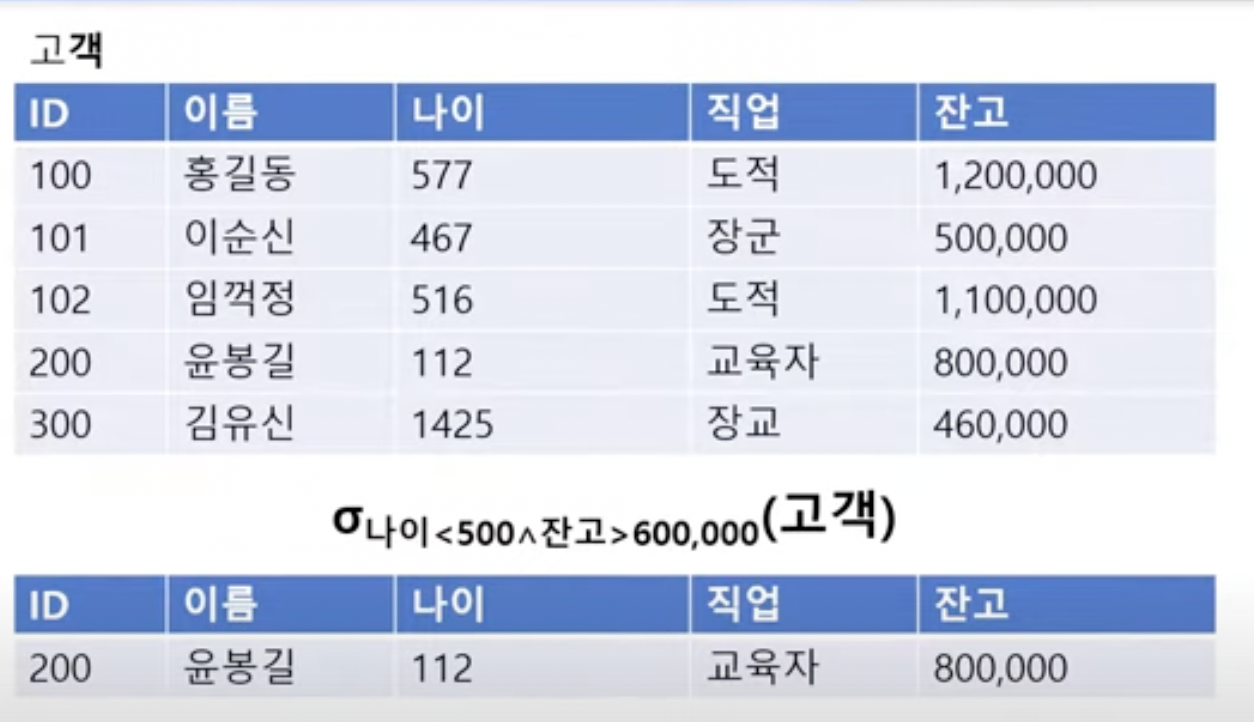 고객
ID 이름 나이 직업 잔고
100 홍길동 577 도적 1,200,000
101 이순신 467 장군 500,000
102 임꺽정 516 도적 1,100,000
200 윤봉길 112 교육자 800,000
300 김유신 1425 장교 460,000
σ나이<500∧잔고>600,000(고객)
ID 이름 나이 직업 잔고
200 윤봉길 112 교육자 800,000